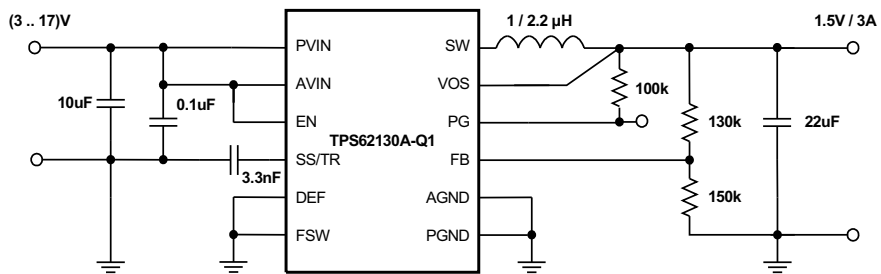 (3 .. 17)V
1 / 2.2 µH
1.5V / 3A
PVIN
SW
AVIN
VOS
10uF
0.1uF
100k
EN
PG
TPS62130A-Q1
130k
22uF
SS/TR
FB
3.3nF
150k
DEF
AGND
FSW
PGND